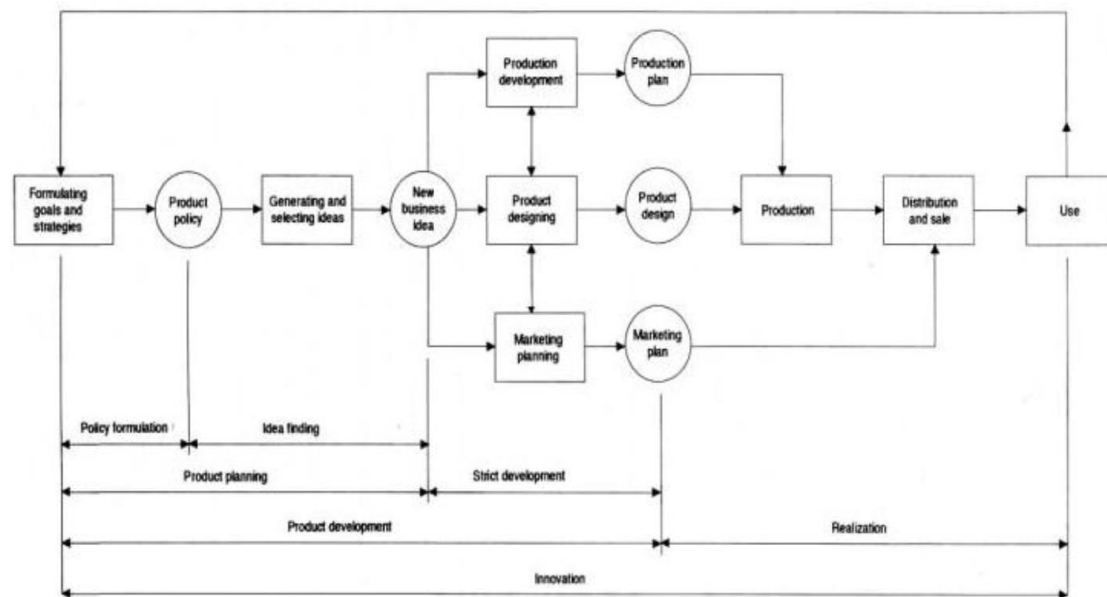 Production
development
Production
plan
Formulating
goals and
strategies
Product
policy
Generating and
selecting ideas
New
business
idea
Product
designing
Product
design
Production
Distribution
and sale
Use
Marketing
planning
Marketing
plan
Policy formulation
Idea finding
Product planning
Strict development
Product development
Realization
Innovation